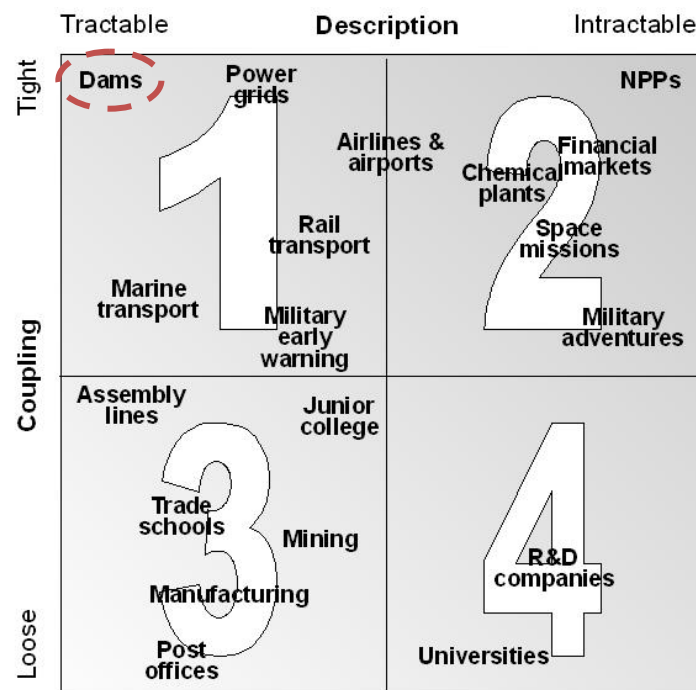 Tractable Description Intractable
Tight
Coupling
Loose
Dams
Power
grids
NPPs
Airlines &
airports
Financial
markets
Chemical
plants
Rail
transport
Space
missions
Marine
transport
Military
early
warning
Military
adventures
1
2
Assembly
lines
Junior
college
Trade
schools
Mining
Manufacturing
Post
offices
3
R&D
companies
Universities
4